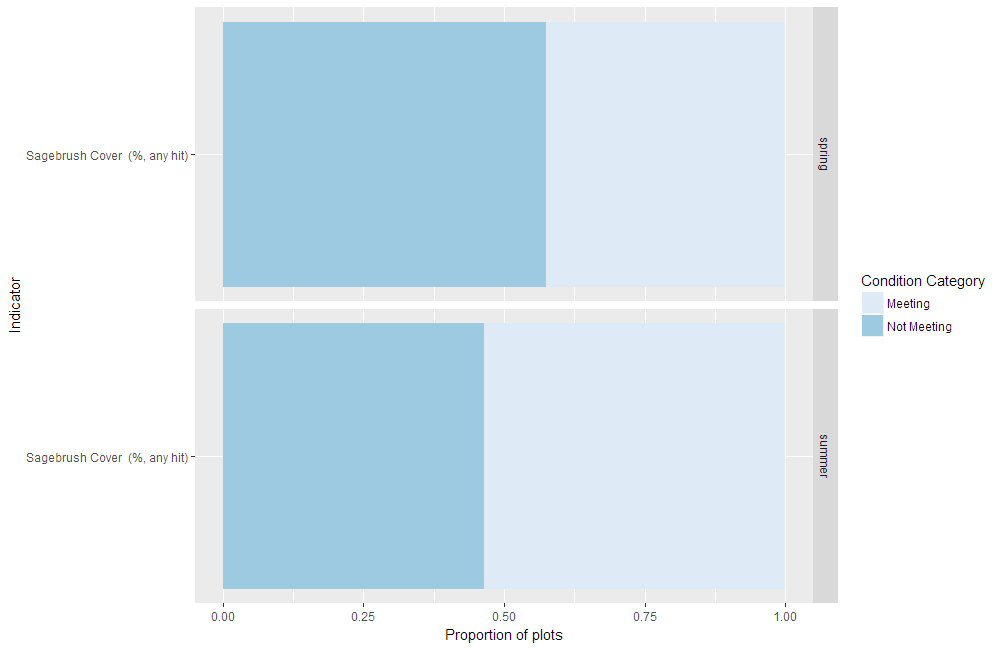 Indicator
Sagebrush Cover (%, any hit)
spring
Sagebrush Cover (%, any hit)
summer
0.00 0.25 0.50 0.75 1.00
Proportion of plots
Condition Category
Meeting
Not Meeting